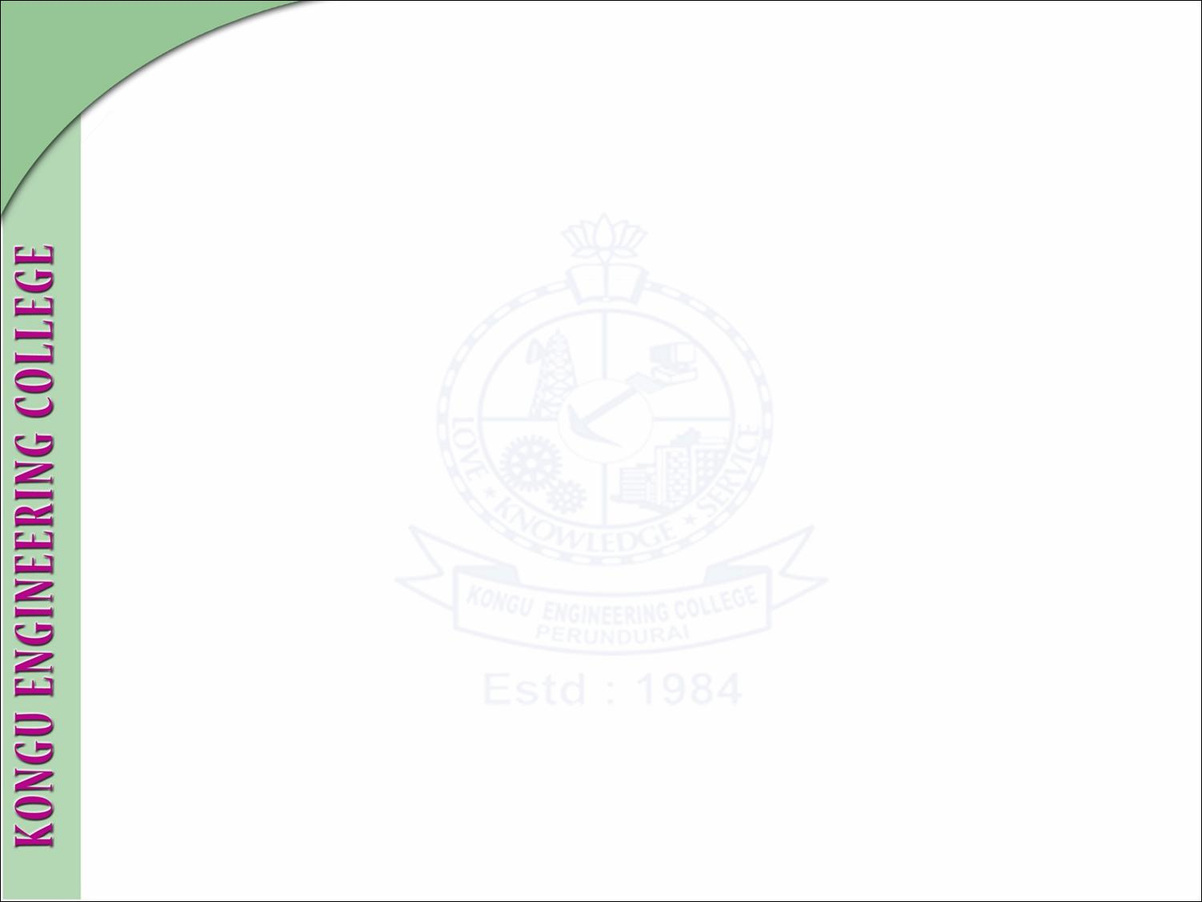 KONGU ENGINEERING COLLEGE
LOVE * KNOWLEDGE * SERVICE
KONGU ENGINEERING COLLEGE
PERUNDURAI
Estd : 1984